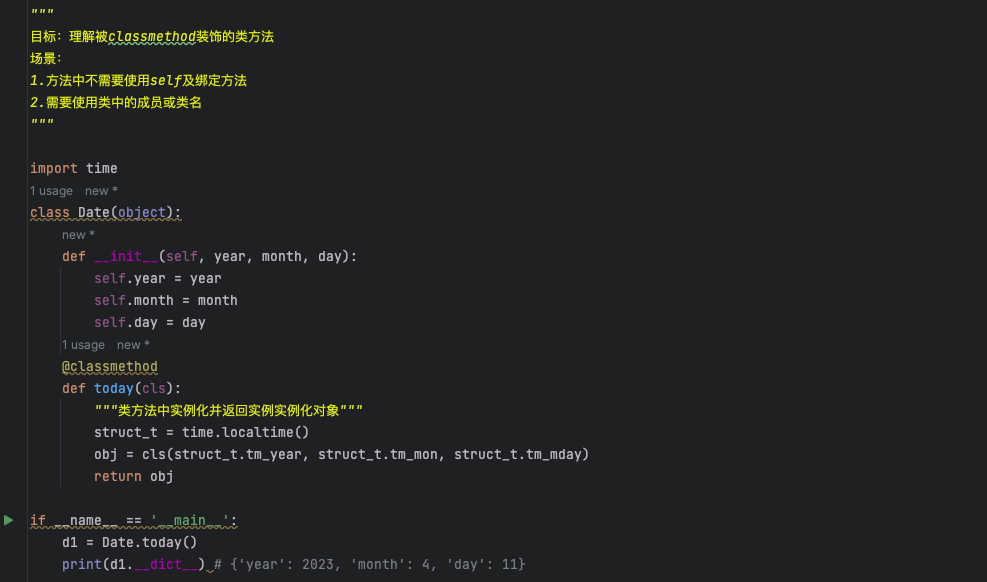 """
目标：理解被classmethod装饰的类方法
场景：
1.方法中不需要使用self及绑定方法
2.需要使用类中的成员或类名
"""
import time
1 usage new *
class Date(object):
new *
def __init__(self, year, month, day):
self.year = year
self.month = month
self.day = day
1 usage new *
@classmethod
def today(cls):
"""类方法中实例化并返回实例实例化对象"""
struct_t = time.localtime()
obj = cls(struct_t.tm_year, struct_t.tm_mon, struct_t.tm_mday)
return obj
if __name__ == '__main__':
d1 = Date.today()
print(d1.__dict__) # {'year': 2023, 'month': 4, 'day': 11}